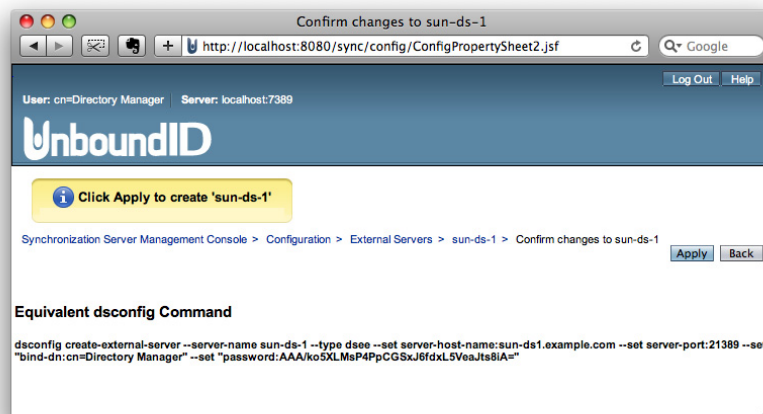 Confirm changes to sun-ds-1
http://localhost:8080/sync/config/ConfigPropertySheet2.jsf
Google
Log Out Help
User: cn=Directory Manager Server: localhost:7389
UnboundID
Click Apply to create 'sun-ds-1'
Synchronization Server Management Console > Configuration > External Servers > sun-ds-1 > Confirm changes to sun-ds-1
Apply Back
Equivalent dsconfig Command
dsconfig create-external-server --server-name sun-ds-1 --type dsee --set server-host-name:sun-ds1.example.com --set server-port:21389 --set
"bind-dn:cn=Directory Manager" --set "password:AAA/ko5XLMsP4PpCGSxJ6fdxL5VeaJts8iA="